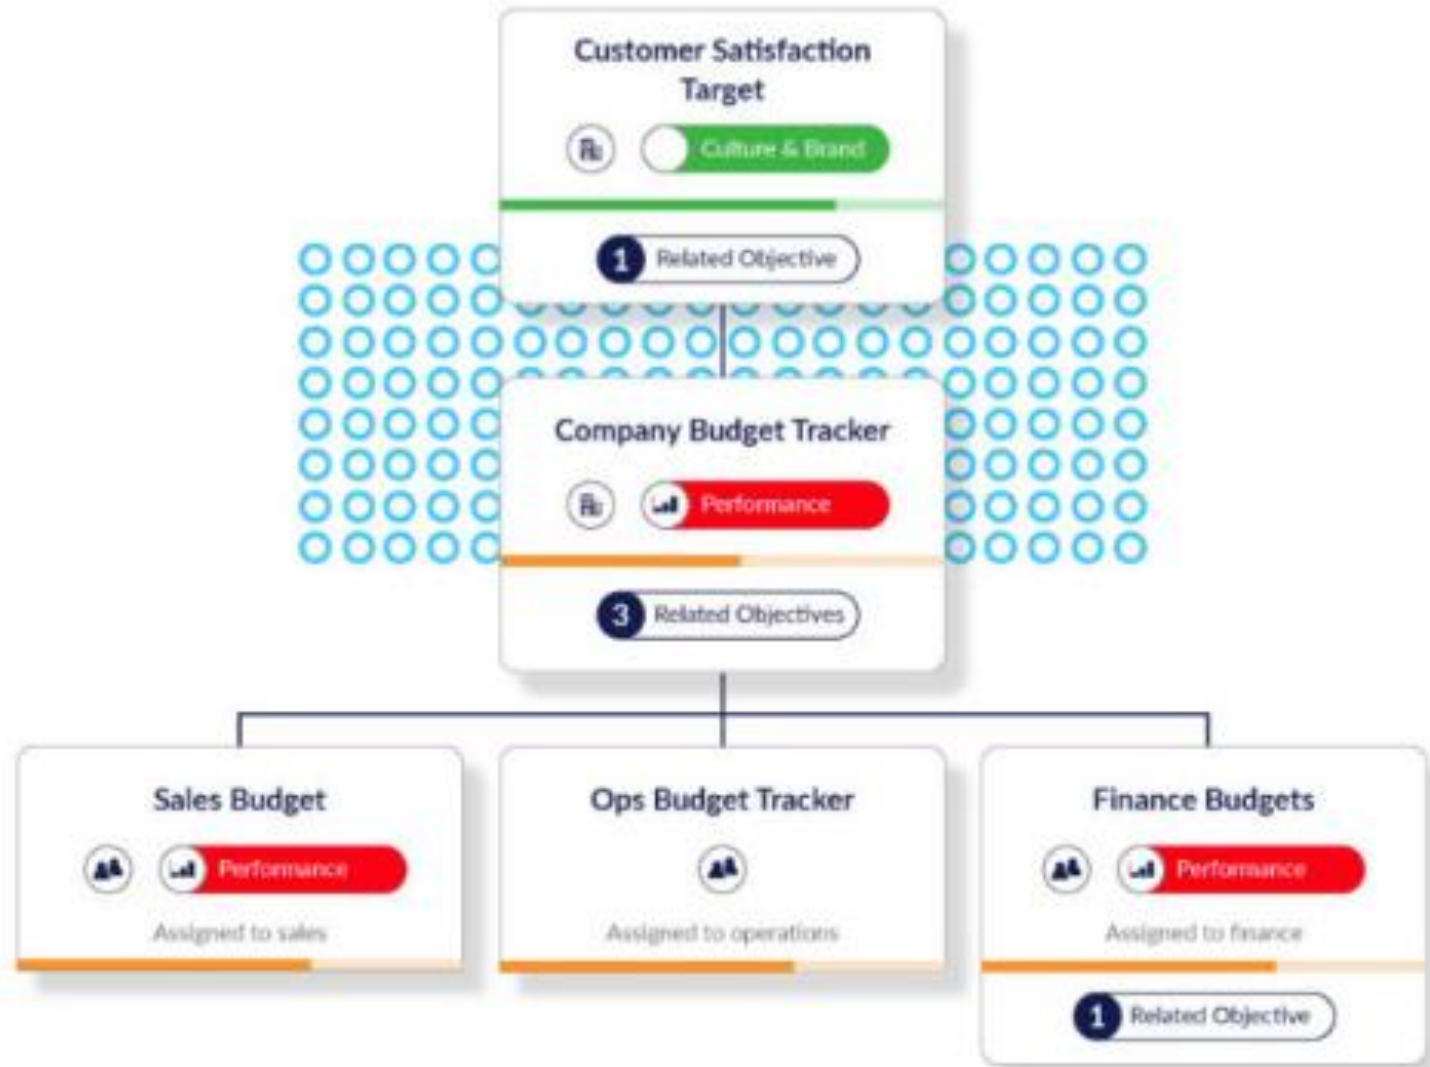 Customer Satisfaction
Target
Culture & Brand
1 Related Objective
Company Budget Tracker
Performance
3 Related Objectives
Sales Budget
Performance
Assigned to sales
Ops Budget Tracker
Assigned to operations
Finance Budgets
Performance
Assigned to finance
1 Related Objective